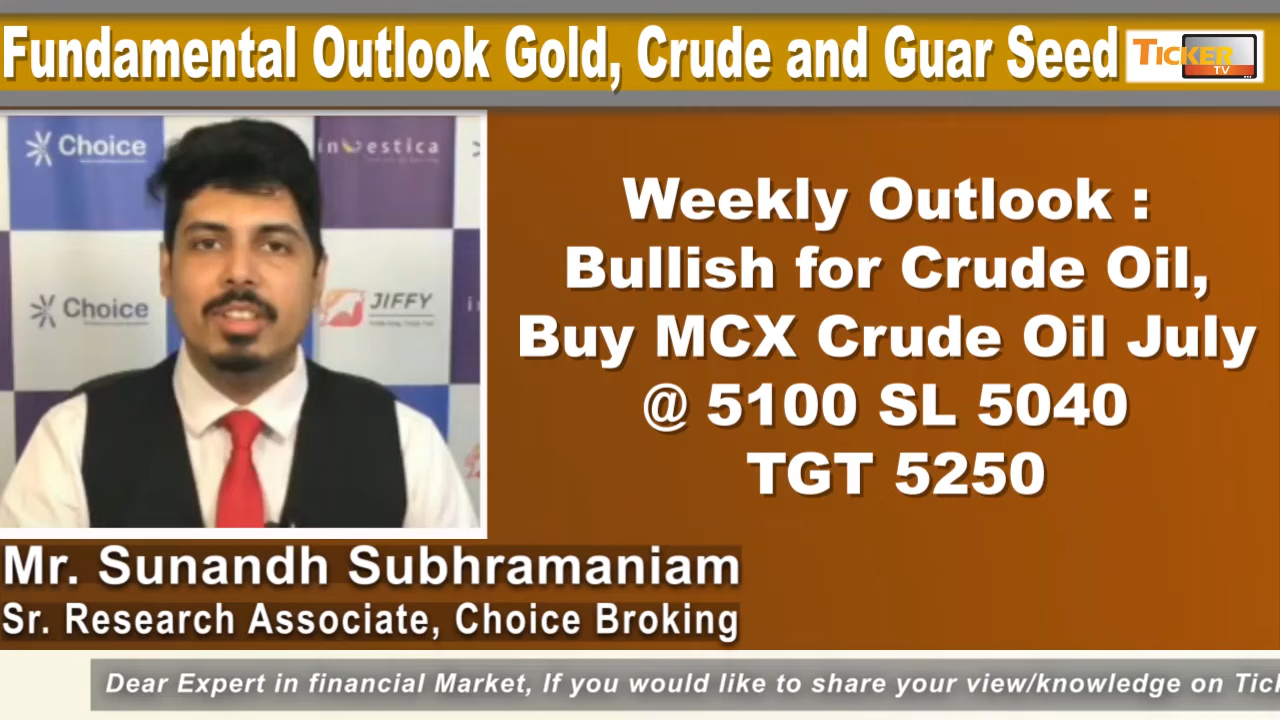 Fundamental Outlook Gold, Crude and Guar Seed
TICKER
TV
Choice
investica
Weekly Outlook :
Bullish for Crude Oil,
Buy MCX Crude Oil July
@ 5100 SL 5040
TGT 5250
Choice
JIFFY
Mr. Sunandh Subhramaniam
Sr. Research Associate, Choice Broking
Dear Expert in financial Market, If you would like to share your view/knowledge on Tick